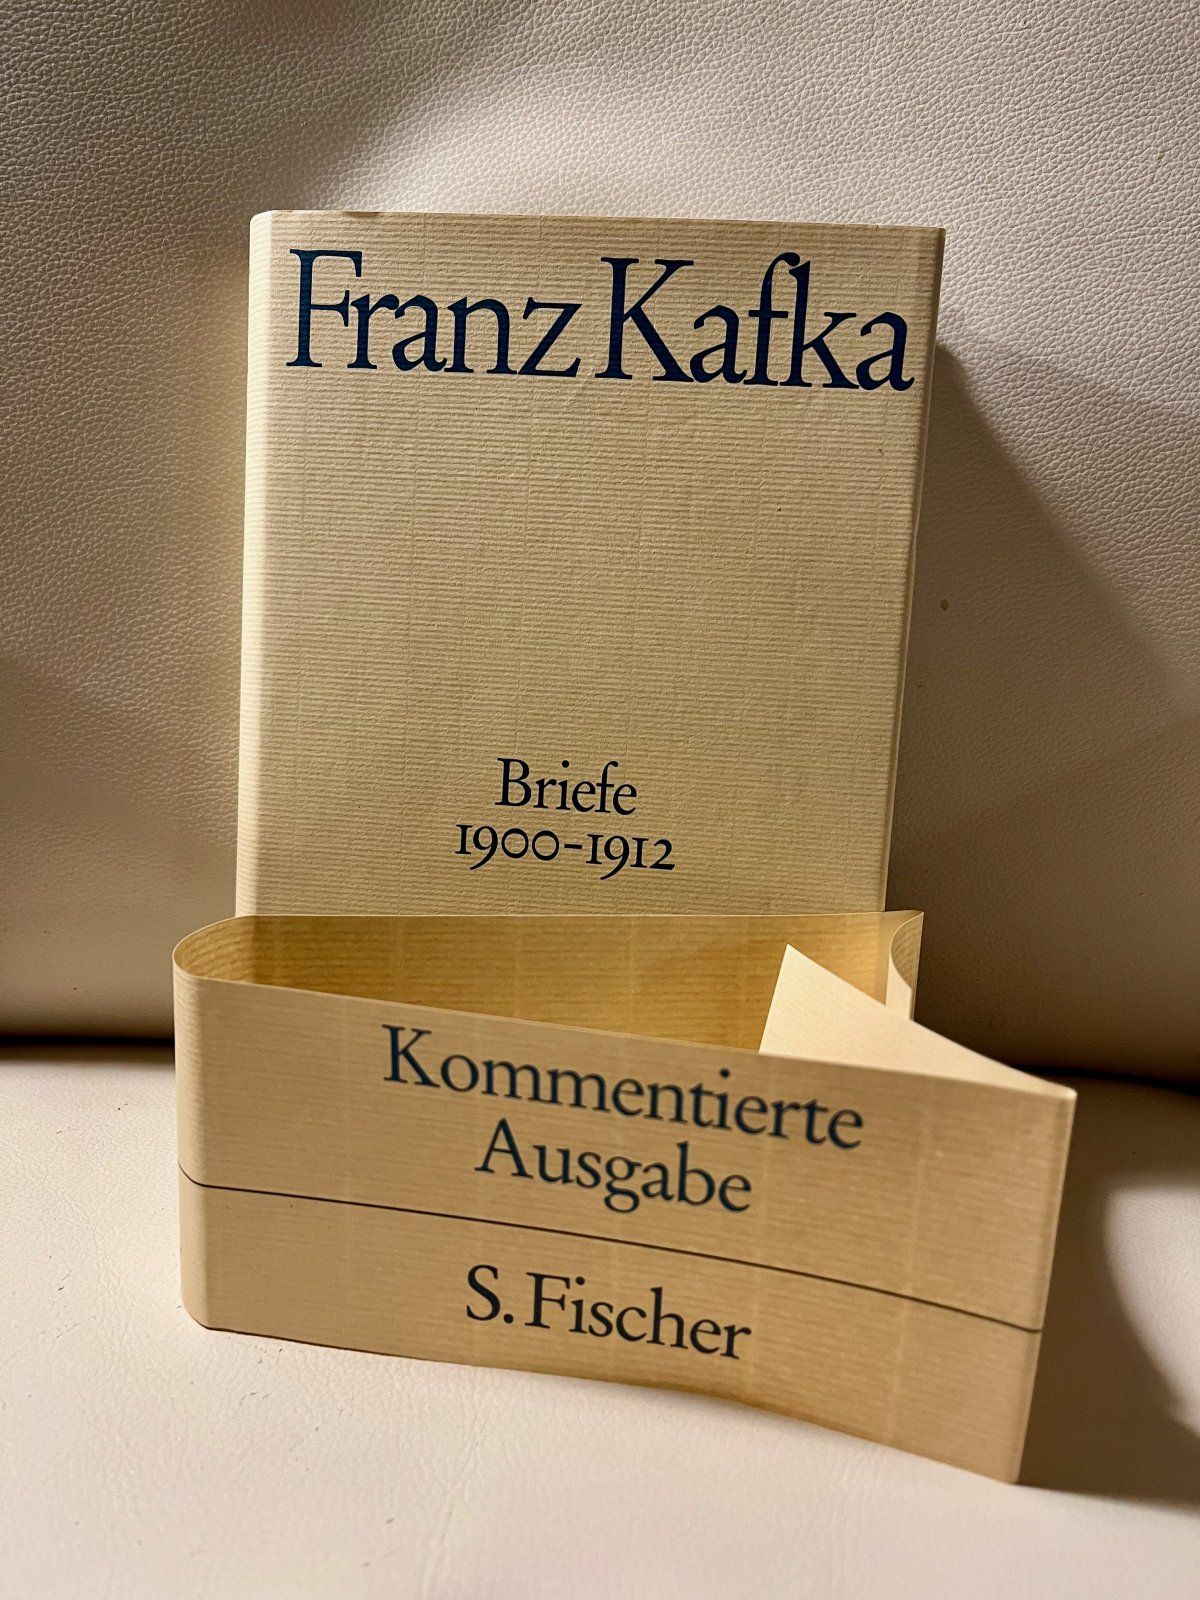 Franz Kafka
Briefe
1900–1912
Kommentierte
Ausgabe
S. Fischer